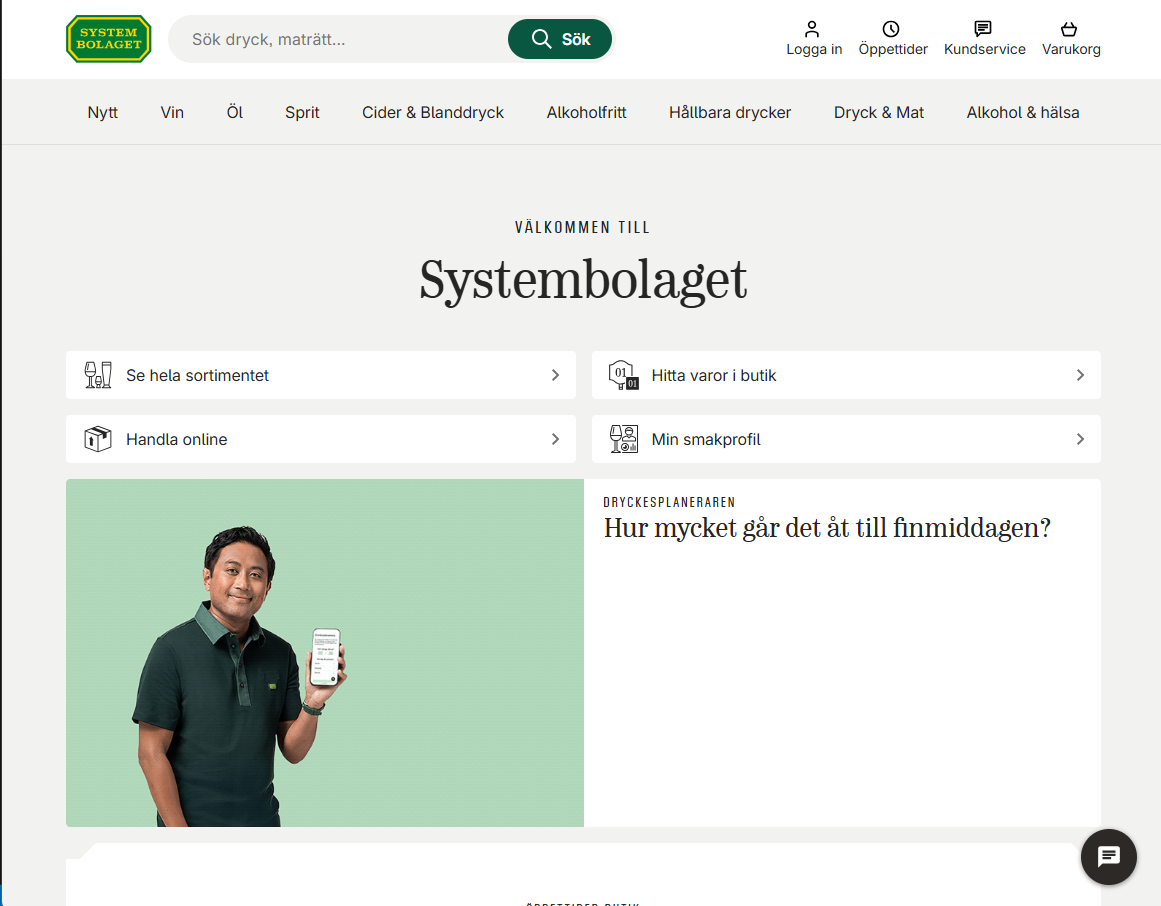 SYSTEM
BOLAGET
Sök dryck, maträtt...
Sök
Logga in
Öppettider
Kundservice
Varukorg
Nytt
Vin
Öl
Sprit
Cider & Blanddryck
Alkoholfritt
Hållbara drycker
Dryck & Mat
Alkohol & hälsa
VÄLKOMMEN TILL
Systembolaget
Se hela sortimentet
01
01
Hitta varor i butik
Handla online
Min smakprofil
DRYCKESPLANERAREN
Hur mycket går det åt till finmiddagen?